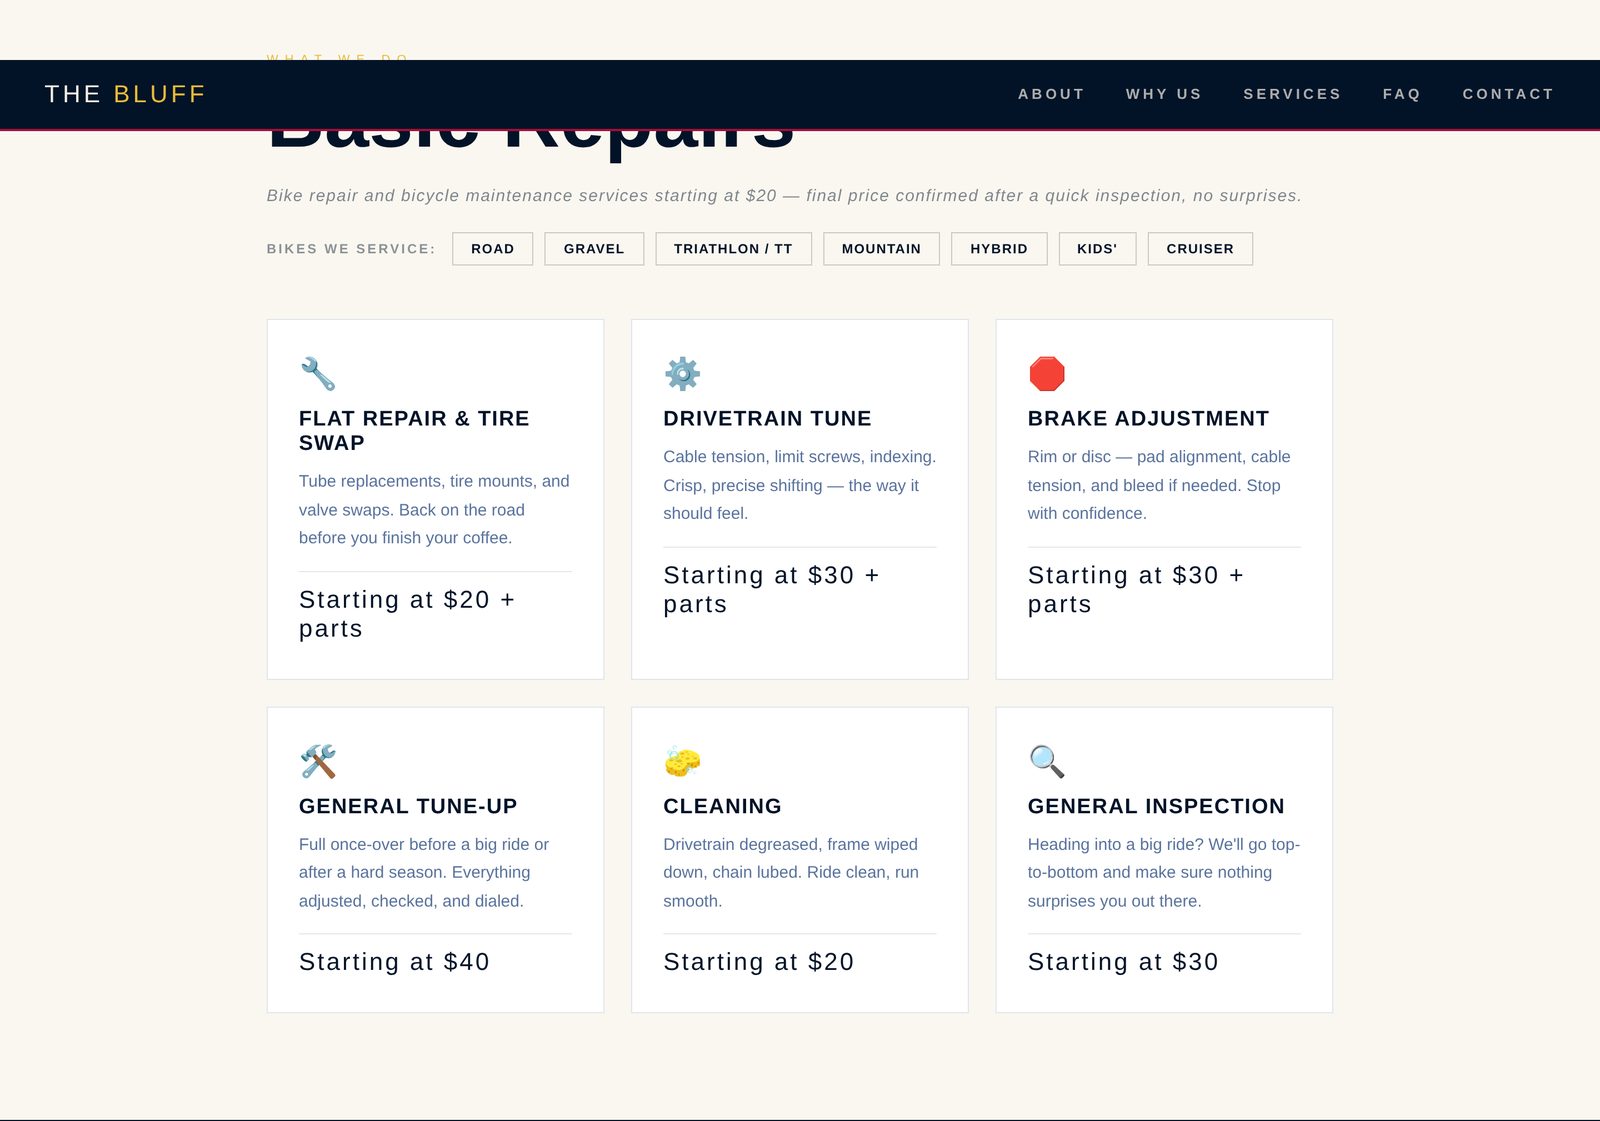 WHAT WE DO
THE BLUFF
ABOUT WHY US SERVICES FAQ CONTACT
Basic Repairs
Bike repair and bicycle maintenance services starting at $20 — final price confirmed after a quick inspection, no surprises.
BIKES WE SERVICE: ROAD GRAVEL TRIATHLON / TT MOUNTAIN HYBRID KIDS' CRUISER
FLAT REPAIR & TIRE
SWAP
Tube replacements, tire mounts, and
valve swaps. Back on the road
before you finish your coffee.
Starting at $20 +
parts
DRIVETRAIN TUNE
Cable tension, limit screws, indexing.
Crisp, precise shifting — the way it
should feel.
Starting at $30 +
parts
BRAKE ADJUSTMENT
Rim or disc — pad alignment, cable
tension, and bleed if needed. Stop
with confidence.
Starting at $30 +
parts
GENERAL TUNE-UP
Full once-over before a big ride or
after a hard season. Everything
adjusted, checked, and dialed.
Starting at $40
CLEANING
Drivetrain degreased, frame wiped
down, chain lubed. Ride clean, run
smooth.
Starting at $20
GENERAL INSPECTION
Heading into a big ride? We'll go top-
to-bottom and make sure nothing
surprises you out there.
Starting at $30